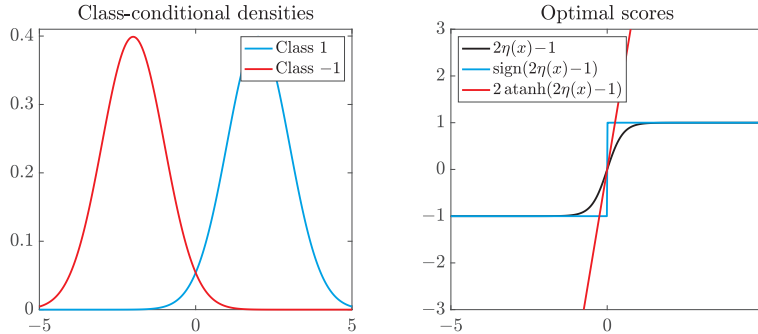 Class-conditional densities
0.4
0.3
0.2
0.1
0
−5
0
5
Class 1
Class −1
Optimal scores
3
2
1
0
−1
−2
−3
−5
0
2η(x)−1
sign(2η(x)−1)
2 atanh(2η(x)−1)